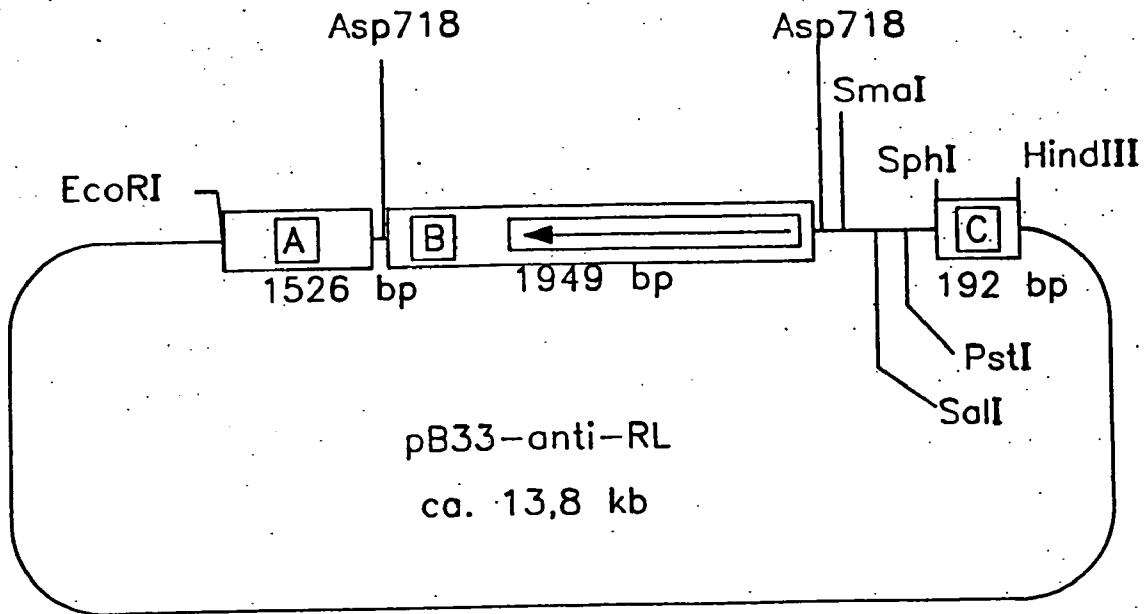 Asp718
Asp718
SmaI
SphI
HindIII
EcoRI
A
B
C
1526 bp
1949 bp
192 bp
PstI
SalI
pB33-anti-RL
ca. 13,8 kb